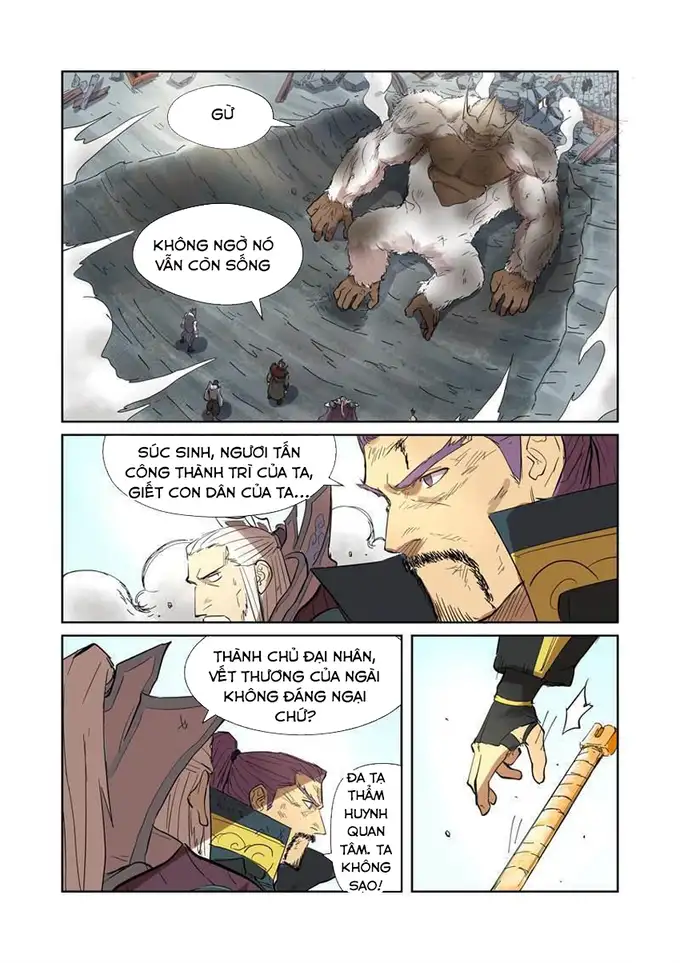 GỪ
KHÔNG NGỜ NÓ
VẪN CÒN SỐNG
SÚC SINH, NGƯƠI TẤN
CÔNG THÀNH TRÌ CỦA TA,
GIẾT CON DÂN CỦA TA...
THÀNH CHỦ ĐẠI NHÂN,
VẾT THƯƠNG CỦA NGÀI
KHÔNG ĐÁNG NGẠI
CHỨ?
ĐA TẠ
THẨM
HUYNH
QUAN
TÂM. TA
KHÔNG
SAO!